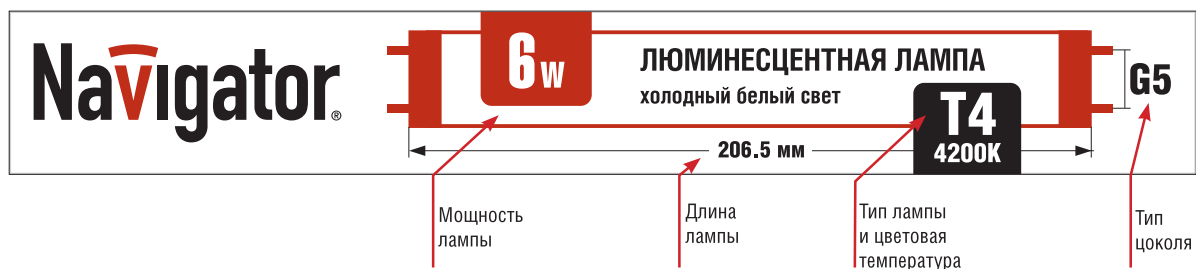 Navigator®
6W
ЛЮМИНЕСЦЕНТНАЯ ЛАМПА
холодный белый свет
T4
4200K
G5
206.5 мм
Мощность
лампы
Длина
лампы
Тип лампы
и цветовая
температура
Тип
цоколя